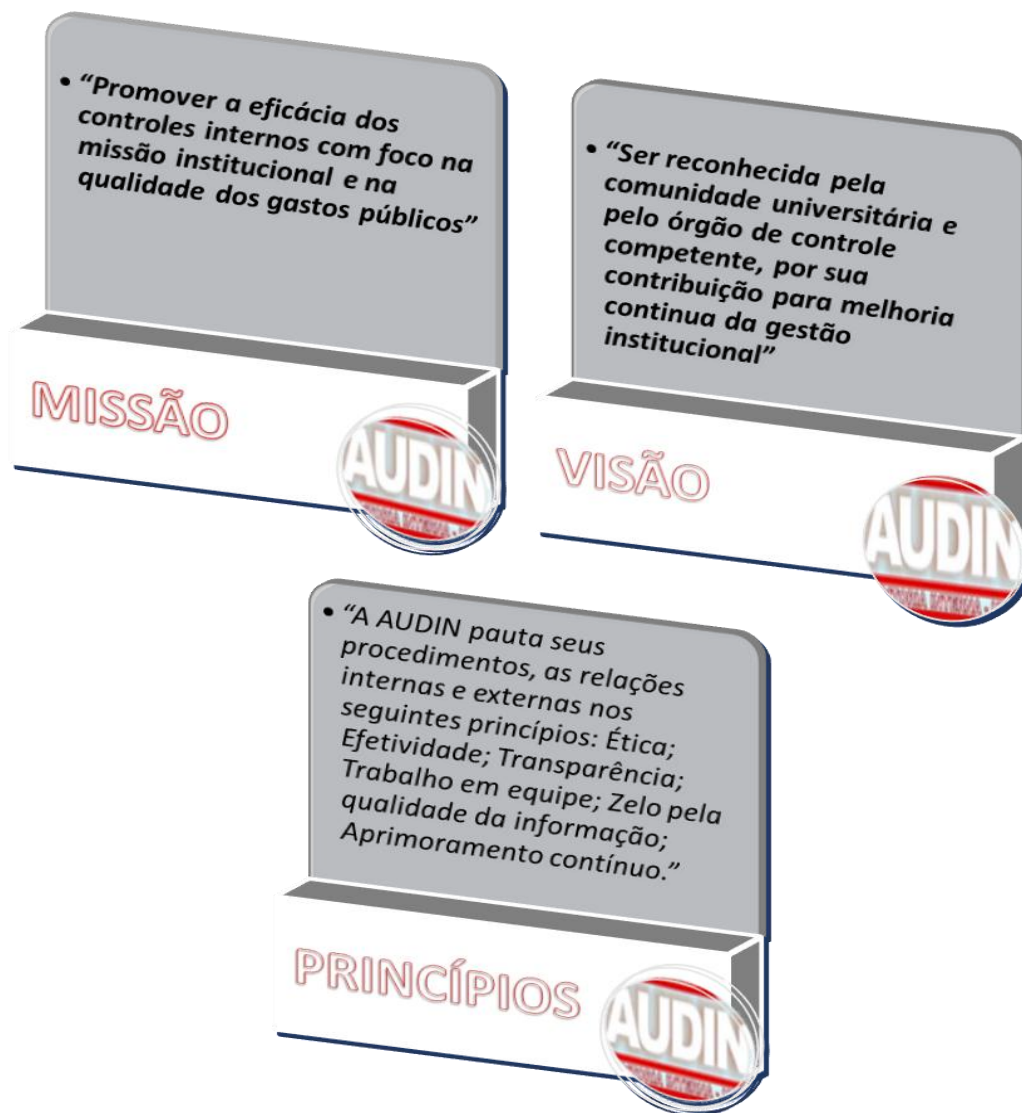 • “Promover a eficácia dos
controles internos com foco na
missão institucional e na
qualidade dos gastos públicos”
MISSÃO
AUDIN
• “Ser reconhecida pela
comunidade universitária e
pelo órgão de controle
competente, por sua
contribuição para melhoria
continua da gestão
institucional”
VISÃO
AUDIN
• “A AUDIN pauta seus
procedimentos, as relações
internas e externas nos
seguintes princípios: Ética;
Efetividade; Transparência;
Trabalho em equipe; Zelo pela
qualidade da informação;
Aprimoramento contínuo.”
PRINCÍPIOS
AUDIN